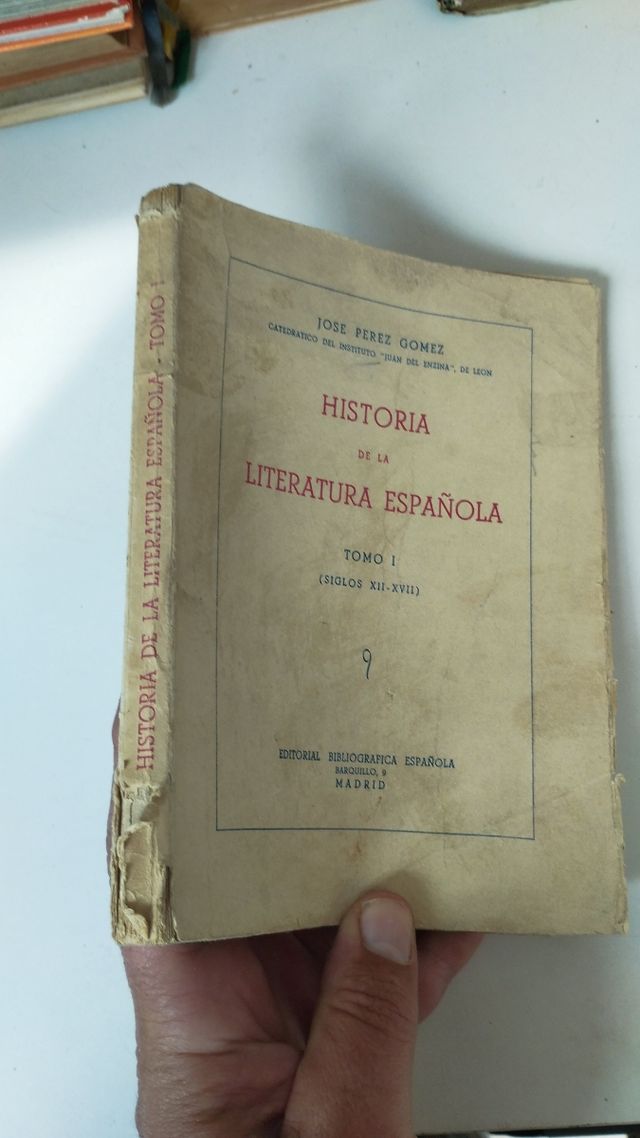 HISTORIA DE LA LITERATURA ESPAÑOLA - TOMO I
JOSE PEREZ GOMEZ
CATEDRATICO DEL INSTITUTO "JUAN DEL ENZINA", DE LEON
HISTORIA
DE LA
LITERATURA ESPAÑOLA
TOMO I
(SIGLOS XII-XVII)
9
EDITORIAL BIBLIOGRAFICA ESPAÑOLA
BARQUILLO, 9
MADRID